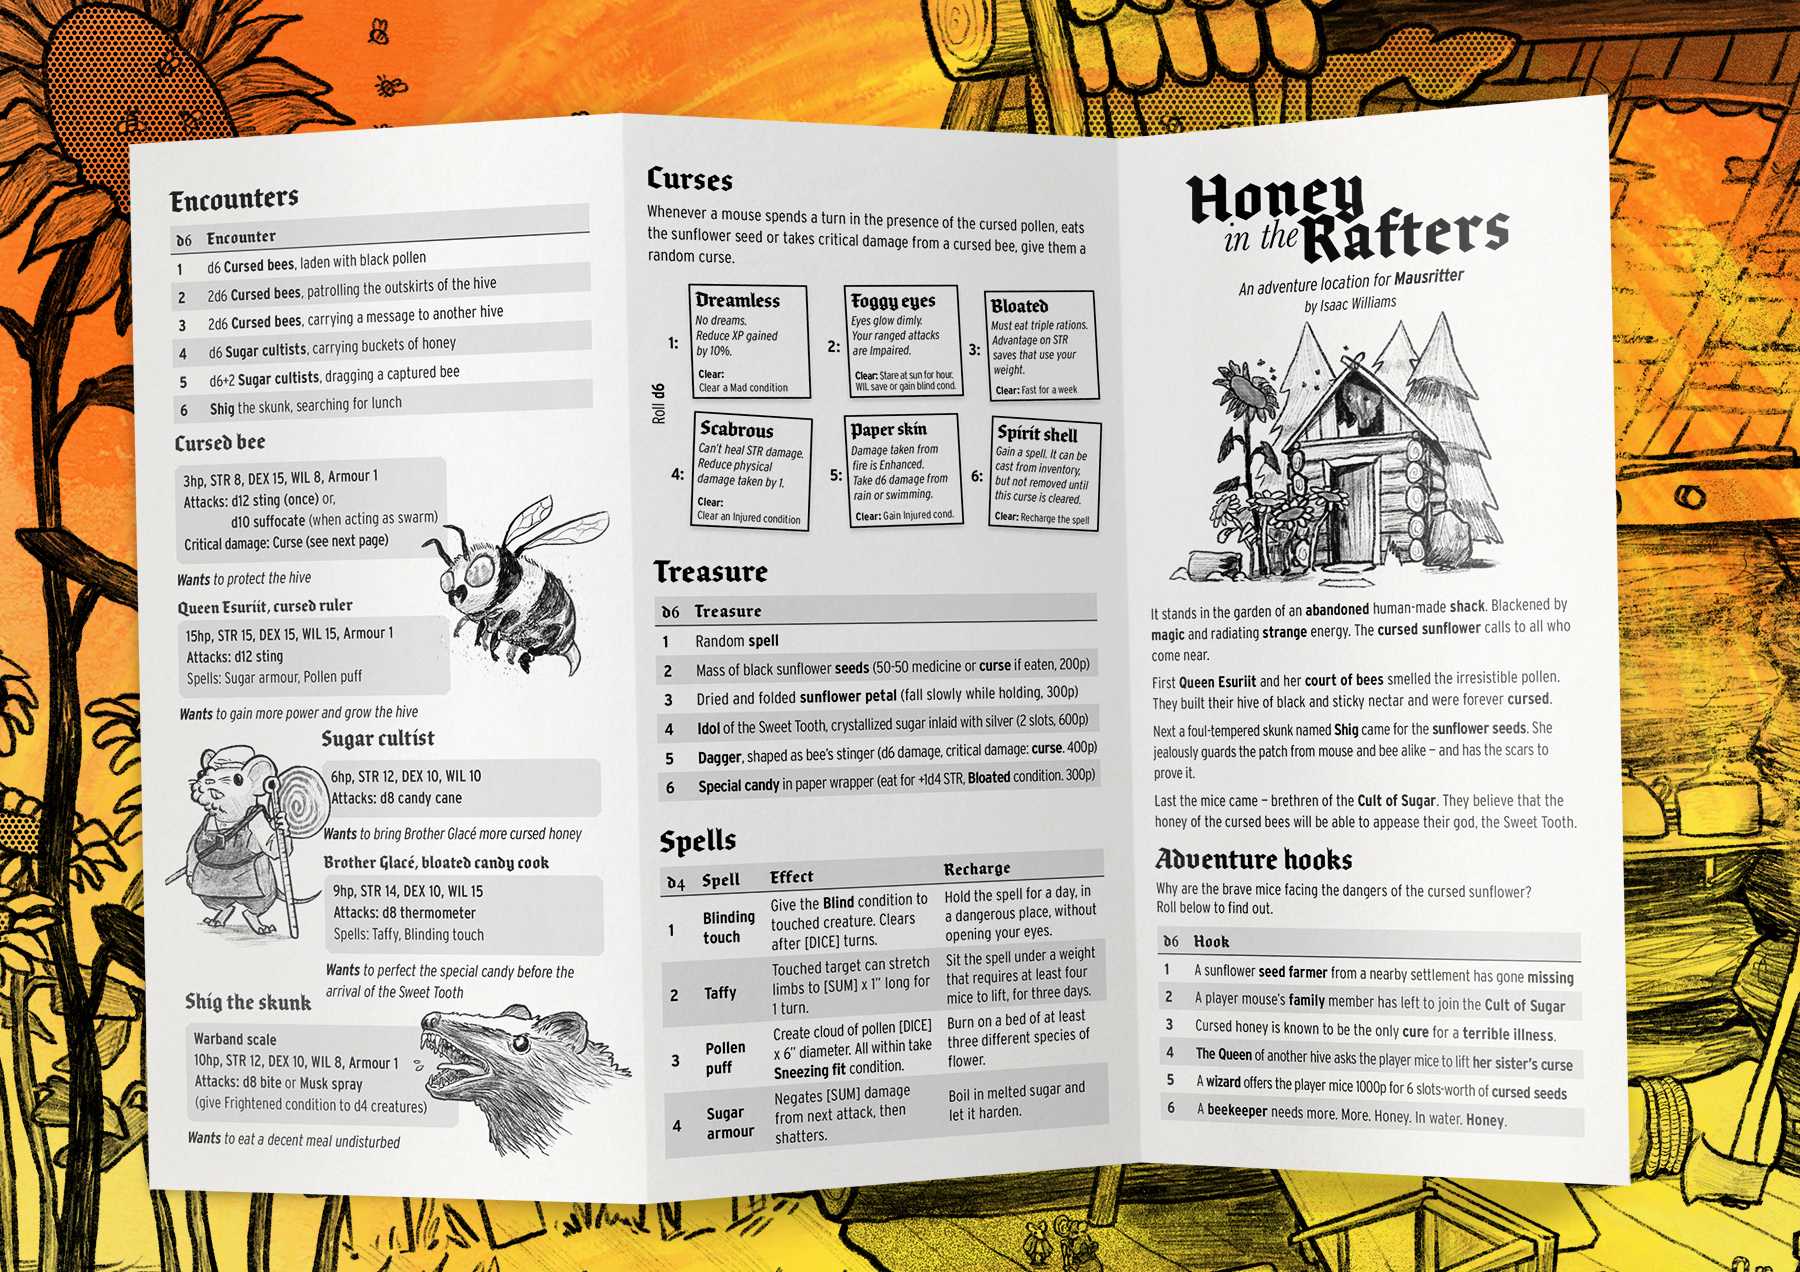 Encounters
d6 Encounter
1 d6 Cursed bees, laden with black pollen
2 2d6 Cursed bees, patrolling the outskirts of the hive
3 2d6 Cursed bees, carrying a message to another hive
4 d6 Sugar cultists, carrying buckets of honey
5 d6+2 Sugar cultists, dragging a captured bee
6 Shig the skunk, searching for lunch
Cursed bee
3hp, STR 8, DEX 15, WIL 8, Armour 1
Attacks: d12 sting (once) or,
d10 suffocate (when acting as swarm)
Critical damage: Curse (see next page)
Wants to protect the hive
Queen Esuriit, cursed ruler
15hp, STR 15, DEX 15, WIL 15, Armour 1
Attacks: d12 sting
Spells: Sugar armour, Pollen puff
Wants to gain more power and grow the hive
Sugar cultist
6hp, STR 12, DEX 10, WIL 10
Attacks: d8 candy cane
Wants to bring Brother Glacé more cursed honey
Brother Glacé, bloated candy cook
9hp, STR 14, DEX 10, WIL 15
Attacks: d8 thermometer
Spells: Taffy, Blinding touch
Wants to perfect the special candy before the
arrival of the Sweet Tooth
Shig the skunk
Warband scale
10hp, STR 12, DEX 10, WIL 8, Armour 1
Attacks: d8 bite or Musk spray
(give Frightened condition to d4 creatures)
Wants to eat a decent meal undisturbed
Curses
Whenever a mouse spends a turn in the presence of the cursed pollen, eats
the sunflower seed or takes critical damage from a cursed bee, give them a
random curse.
Roll d6
1:
Dreamless
No dreams.
Reduce XP gained
by 10%.
Clear:
Clear a Mad condition
2:
Foggy eyes
Eyes glow dimly.
Your ranged attacks
are Impaired.
Clear: Stare at sun for hour,
WIL save or gain blind cond.
3:
Bloated
Must eat triple rations.
Advantage on STR
saves that use your
weight.
Clear: Fast for a week
4:
Scabrous
Can't heal STR damage.
Reduce physical
damage taken by 1.
Clear:
Clear an Injured condition
5:
Paper skin
Damage taken from
fire is Enhanced.
Take d6 damage from
rain or swimming.
Clear: Gain Injured cond.
6:
Spirit shell
Gain a spell. It can be
cast from inventory,
but not removed until
this curse is cleared.
Clear: Recharge the spell
Treasure
d6 Treasure
1 Random spell
2 Mass of black sunflower seeds (50-50 medicine or curse if eaten, 200p)
3 Dried and folded sunflower petal (fall slowly while holding, 300p)
4 Idol of the Sweet Tooth, crystallized sugar inlaid with silver (2 slots, 600p)
5 Dagger, shaped as bee's stinger (d6 damage, critical damage: curse. 400p)
6 Special candy in paper wrapper (eat for +1d4 STR, Bloated condition. 300p)
Spells
d4 Spell Effect Recharge
1 Blinding touch
Give the Blind condition to
touched creature. Clears
after [DICE] turns.
Hold the spell for a day, in
a dangerous place, without
opening your eyes.
2 Taffy
Touched target can stretch
limbs to [SUM] x 1" long for
1 turn.
Sit the spell under a weight
that requires at least four
mice to lift, for three days.
3 Pollen puff
Create cloud of pollen [DICE]
x 6" diameter. All within take
Sneezing fit condition.
Burn on a bed of at least
three different species of
flower.
4 Sugar armour
Negates [SUM] damage
from next attack, then
shatters.
Boil in melted sugar and
let it harden.
Honey
in the Rafters
An adventure location for Mausritter
by Isaac Williams
It stands in the garden of an abandoned human-made shack. Blackened by
magic and radiating strange energy. The cursed sunflower calls to all who
come near.
First Queen Esuriit and her court of bees smelled the irresistible pollen.
They built their hive of black and sticky nectar and were forever cursed.
Next a foul-tempered skunk named Shig came for the sunflower seeds. She
jealously guards the patch from mouse and bee alike – and has the scars to
prove it.
Last the mice came – brethren of the Cult of Sugar. They believe that the
honey of the cursed bees will be able to appease their god, the Sweet Tooth.
Adventure hooks
Why are the brave mice facing the dangers of the cursed sunflower?
Roll below to find out.
d6 Hook
1 A sunflower seed farmer from a nearby settlement has gone missing
2 A player mouse's family member has left to join the Cult of Sugar
3 Cursed honey is known to be the only cure for a terrible illness.
4 The Queen of another hive asks the player mice to lift her sister's curse
5 A wizard offers the player mice 1000p for 6 slots-worth of cursed seeds
6 A beekeeper needs more. More. Honey. In water. Honey.